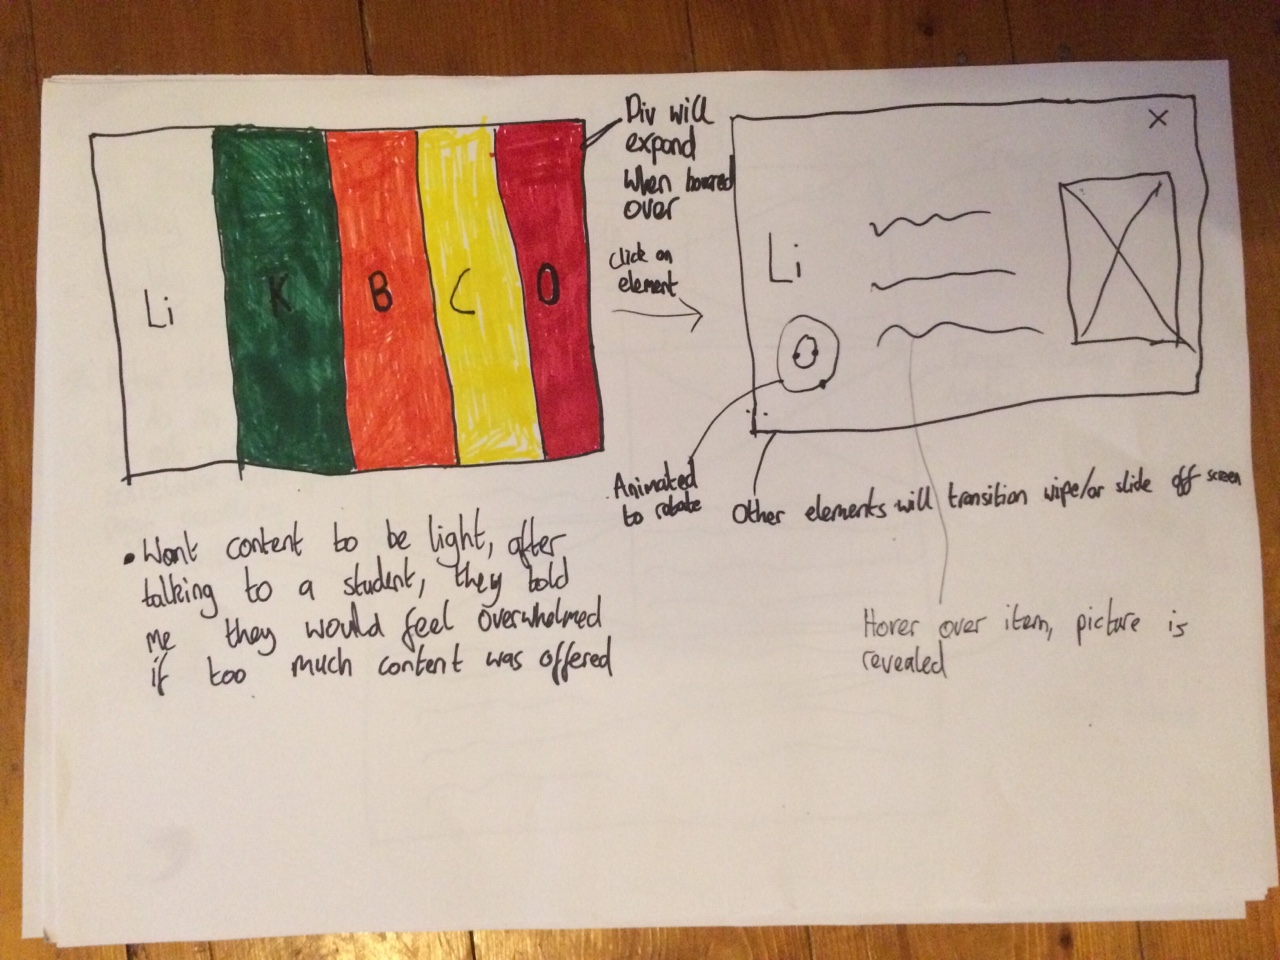 Li
K
B
C
O
Div will
expand
when hovered
over
click on
element
X
Li
Animated
to rotate
Other elements will transition wipe/or slide off screen
Hover over item, picture is
revealed
• Want content to be light, after
talking to a student, they told
me they would feel overwhelmed
if too much content was offered